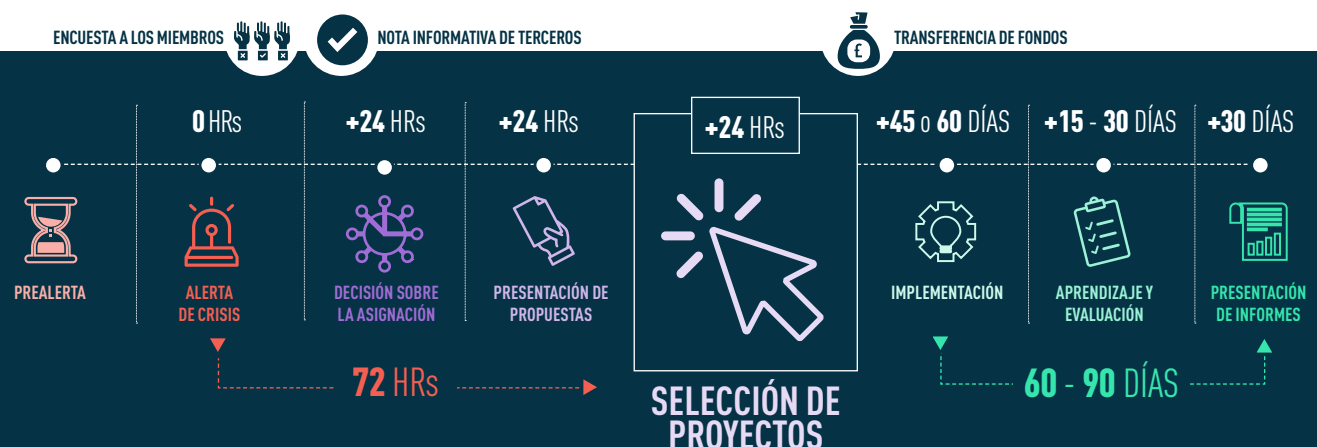 ENCUESTA A LOS MIEMBROS
NOTA INFORMATIVA DE TERCEROS
£
TRANSFERENCIA DE FONDOS
0 HRs
+24 HRs
+24 HRs
+24 HRs
+45 o 60 DÍAS
+15 - 30 DÍAS
+30 DÍAS
PREALERTA
ALERTA
DE CRISIS
DECISIÓN SOBRE
LA ASIGNACIÓN
PRESENTACIÓN DE
PROPUESTAS
IMPLEMENTACIÓN
APRENDIZAJE Y
EVALUACIÓN
PRESENTACIÓN
DE INFORMES
72 HRs
SELECCIÓN DE
PROYECTOS
60 - 90 DÍAS